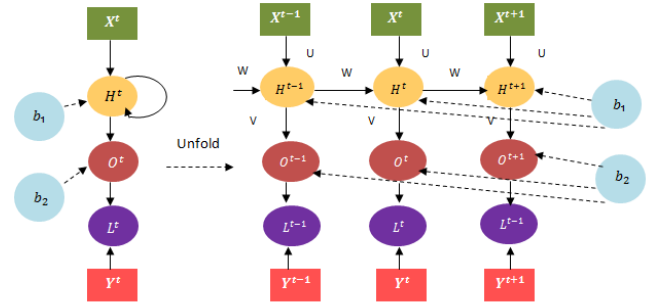 X^t X^{t-1} X^t X^{t+1}
U U U
W W W
H^t H^{t-1} H^t H^{t+1}
b_1 b_1
V V V
Unfold
O^t O^{t-1} O^t O^{t+1}
b_2 b_2
L^t L^{t-1} L^t L^{t-1}
Y^t Y^{t-1} Y^t Y^{t+1}